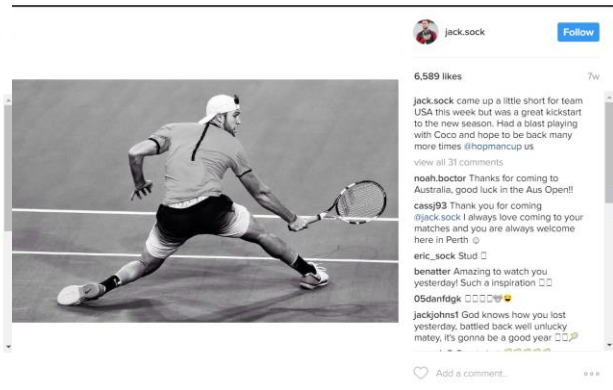 jack.sock
Follow
6,589 likes
7w
jack.sock came up a little short for team
USA this week but was a great kickstart
to the new season. Had a blast playing
with Coco and hope to be back many
more times @hopmancup us
view all 31 comments
noah.boctor Thanks for coming to
Australia, good luck in the Aus Open!!
cassj93 Thank you for coming
@jack.sock I always love coming to your
matches and you are always welcome
here in Perth ☺
eric_sock Stud
benatter Amazing to watch you
yesterday! Such a inspiration
05danfdgk
jackjohns1 God knows how you lost
yesterday, battled back well unlucky
matey, it's gonna be a good year
Add a comment...